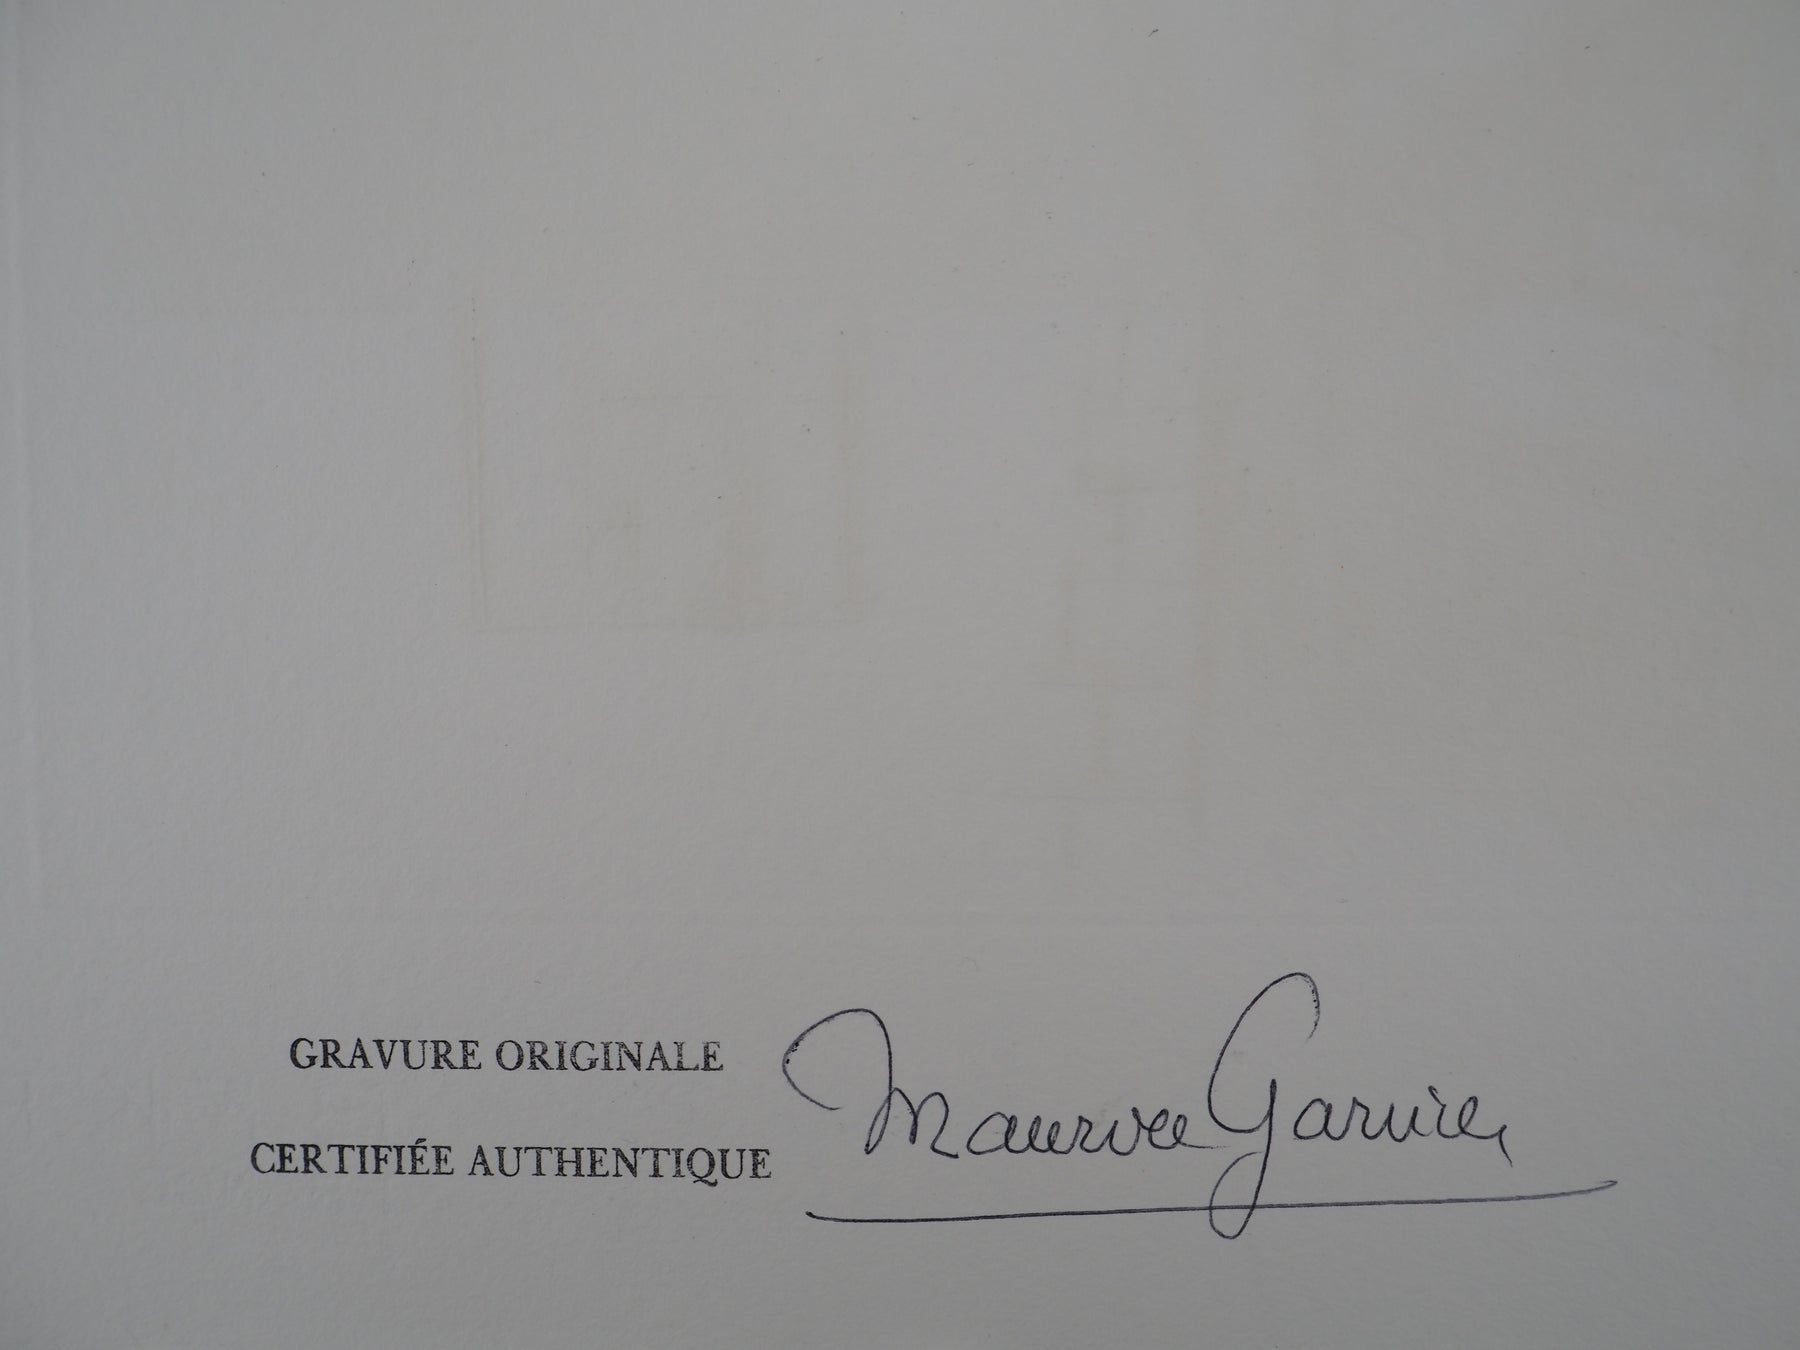 GRAVURE ORIGINALE
CERTIFIÉE AUTHENTIQUE
Maurice Garnier